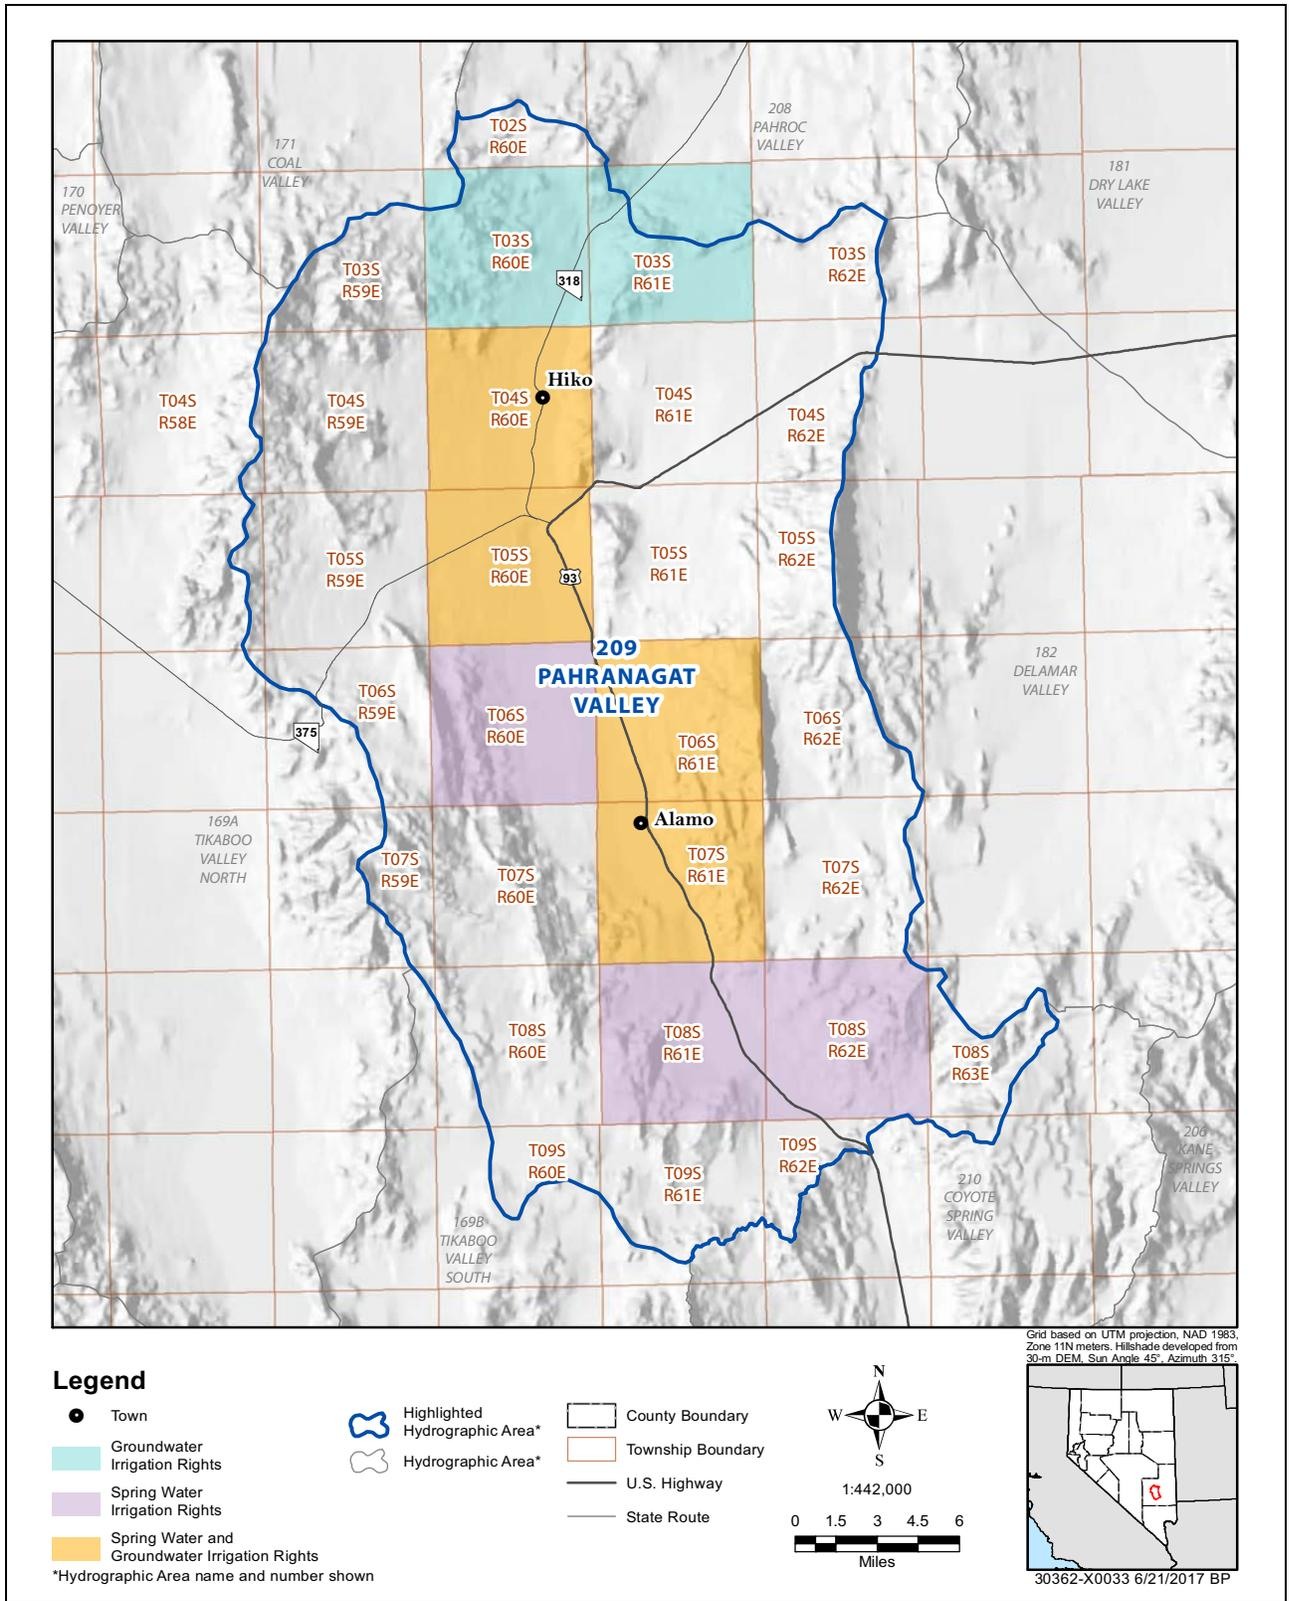 208
PAHROC
VALLEY
T02S
R60E
171
COAL
VALLEY
181
DRY LAKE
VALLEY
170
PENOYER
VALLEY
T03S
R60E
T03S
R61E
T03S
R62E
T03S
R59E
318
Hiko
T04S
R58E
T04S
R59E
T04S
R60E
T04S
R61E
T04S
R62E
T05S
R59E
T05S
R60E
T05S
R61E
T05S
R62E
93
209
PAHRANAGAT
VALLEY
182
DELAMAR
VALLEY
T06S
R59E
T06S
R60E
T06S
R61E
T06S
R62E
375
Alamo
169A
TIKABOO
VALLEY
NORTH
T07S
R59E
T07S
R60E
T07S
R61E
T07S
R62E
T08S
R60E
T08S
R61E
T08S
R62E
T08S
R63E
T09S
R60E
T09S
R61E
T09S
R62E
206
KANE
SPRINGS
VALLEY
210
COYOTE
SPRING
VALLEY
169B
TIKABOO
VALLEY
SOUTH
Grid based on UTM projection, NAD 1983,
Zone 11N meters. Hillshade developed from
30-m DEM, Sun Angle 45°, Azimuth 315°.
Legend
Town
Groundwater
Irrigation Rights
Spring Water
Irrigation Rights
Spring Water and
Groundwater Irrigation Rights
*Hydrographic Area name and number shown
Highlighted
Hydrographic Area*
Hydrographic Area*
County Boundary
Township Boundary
U.S. Highway
State Route
N
W E
S
1:442,000
0 1.5 3 4.5 6
Miles
30362-X0033 6/21/2017 BP